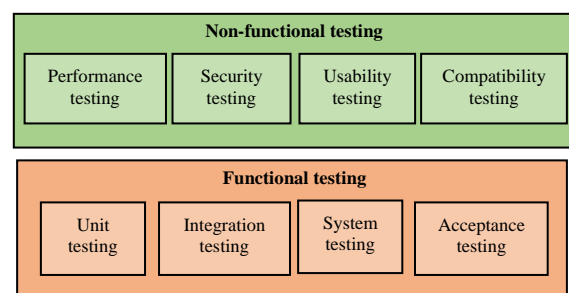 Non-functional testing
Performance
testing
Security
testing
Usability
testing
Compatibility
testing
Functional testing
Unit
testing
Integration
testing
System
testing
Acceptance
testing